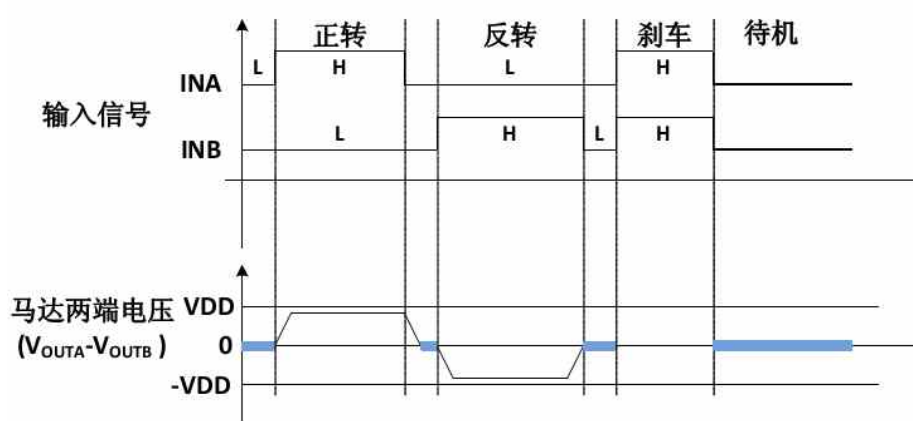 正转 反转 刹车 待机
L H L H
INA
输入信号
INB
L H L H
马达两端电压 VDD
(VOUTA-VOUTB) 0
-VDD